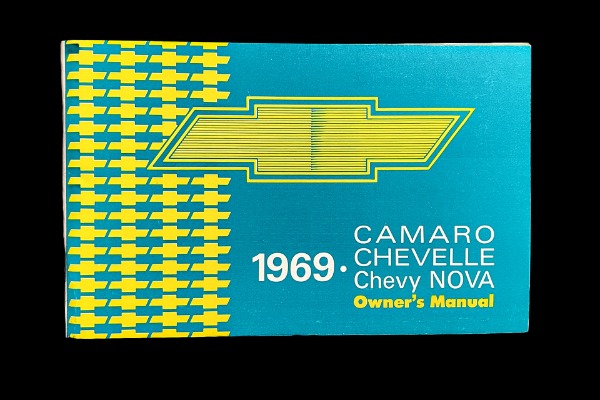 CAMARO
1969 • CHEVELLE
Chevy NOVA
Owner's Manual